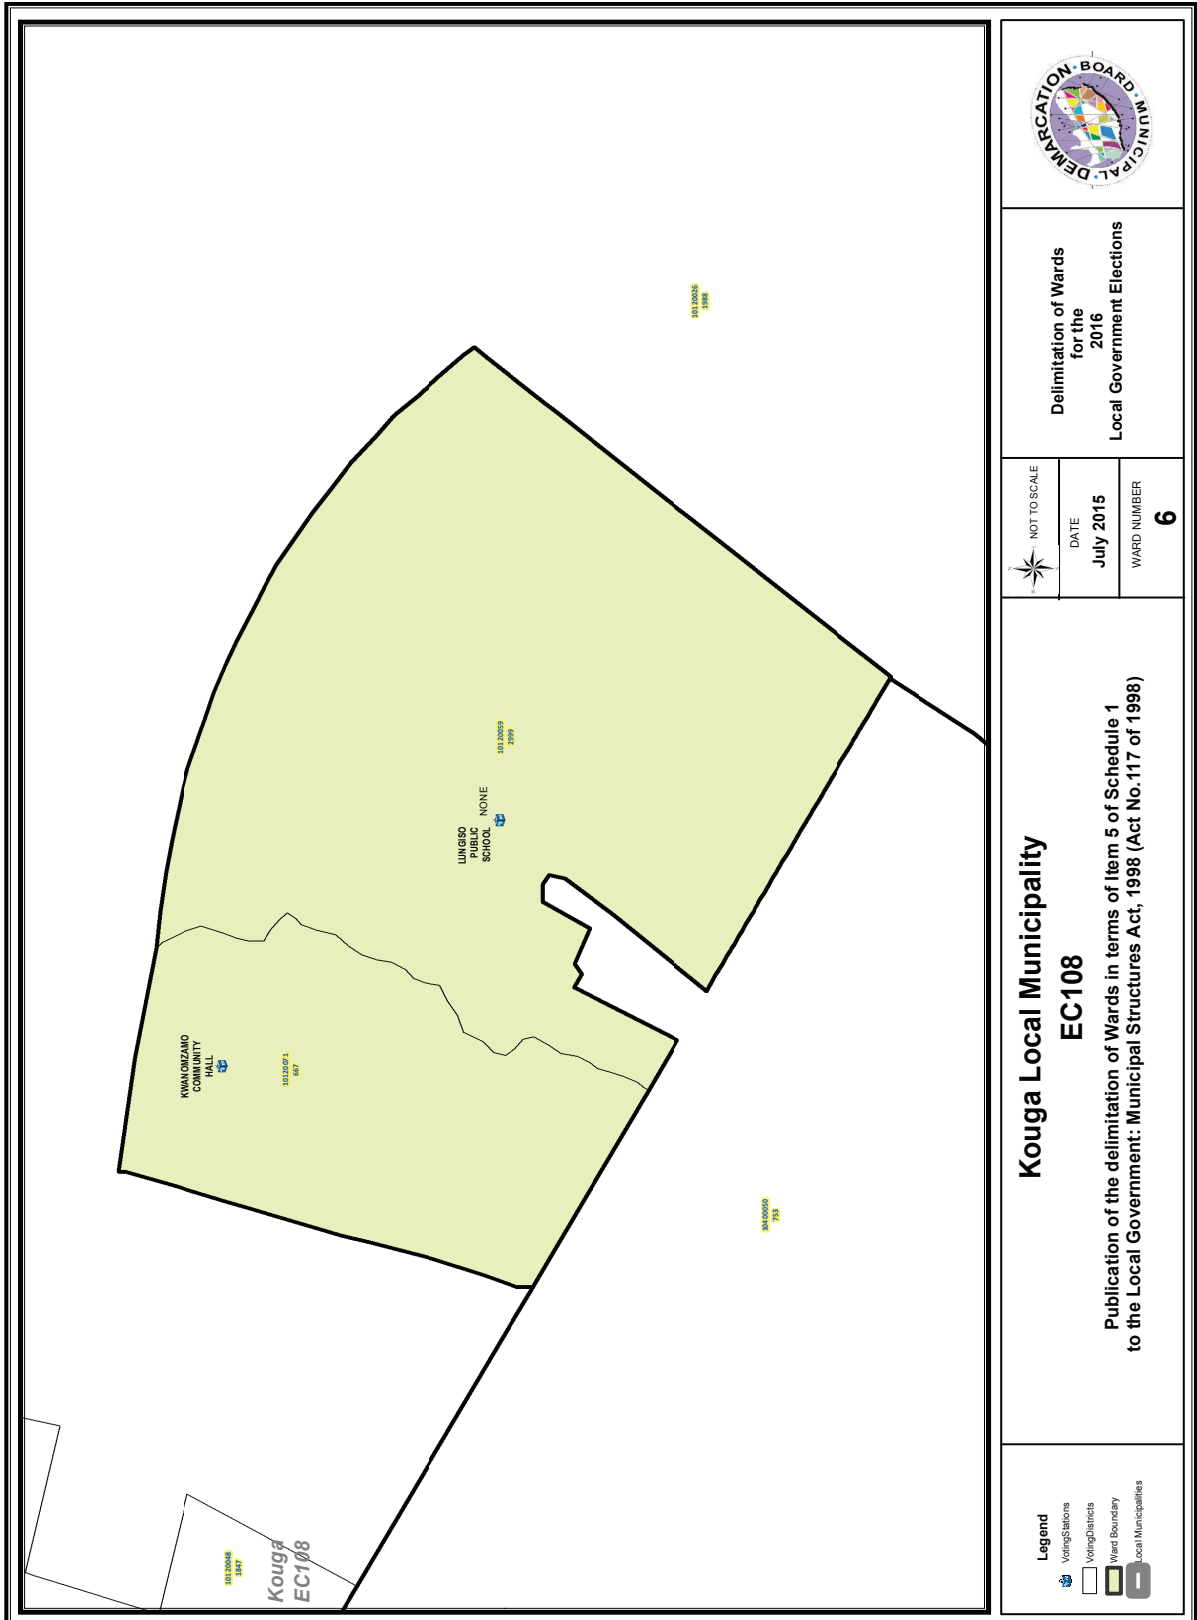 10120026
1988
10120059
2999
LUNGISO
PUBLIC
SCHOOL
NONE
KWANOMZAMO
COMMUNITY
HALL
10120071
667
10400050
753
10120048
1847
Kouga
EC108
Legend
VotingStations
VotingDistricts
Ward Boundary
Local Municipalities
Kouga Local Municipality
EC108
Publication of the delimitation of Wards in terms of Item 5 of Schedule 1
to the Local Government: Municipal Structures Act, 1998 (Act No.117 of 1998)
NOT TO SCALE
DATE
July 2015
WARD NUMBER
6
Delimitation of Wards
for the
2016
Local Government Elections
MUNICIPAL · DEMARCATION · BOARD ·